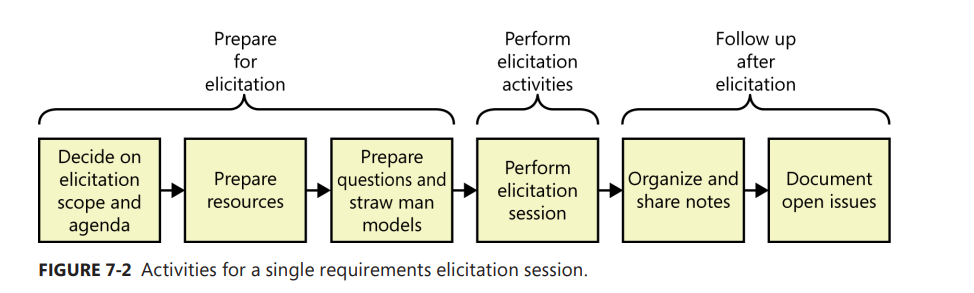 Prepare
for
elicitation
Perform
elicitation
activities
Follow up
after
elicitation
Decide on
elicitation
scope and
agenda
Prepare
resources
Prepare
questions and
straw man
models
Perform
elicitation
session
Organize and
share notes
Document
open issues
FIGURE 7-2 Activities for a single requirements elicitation session.